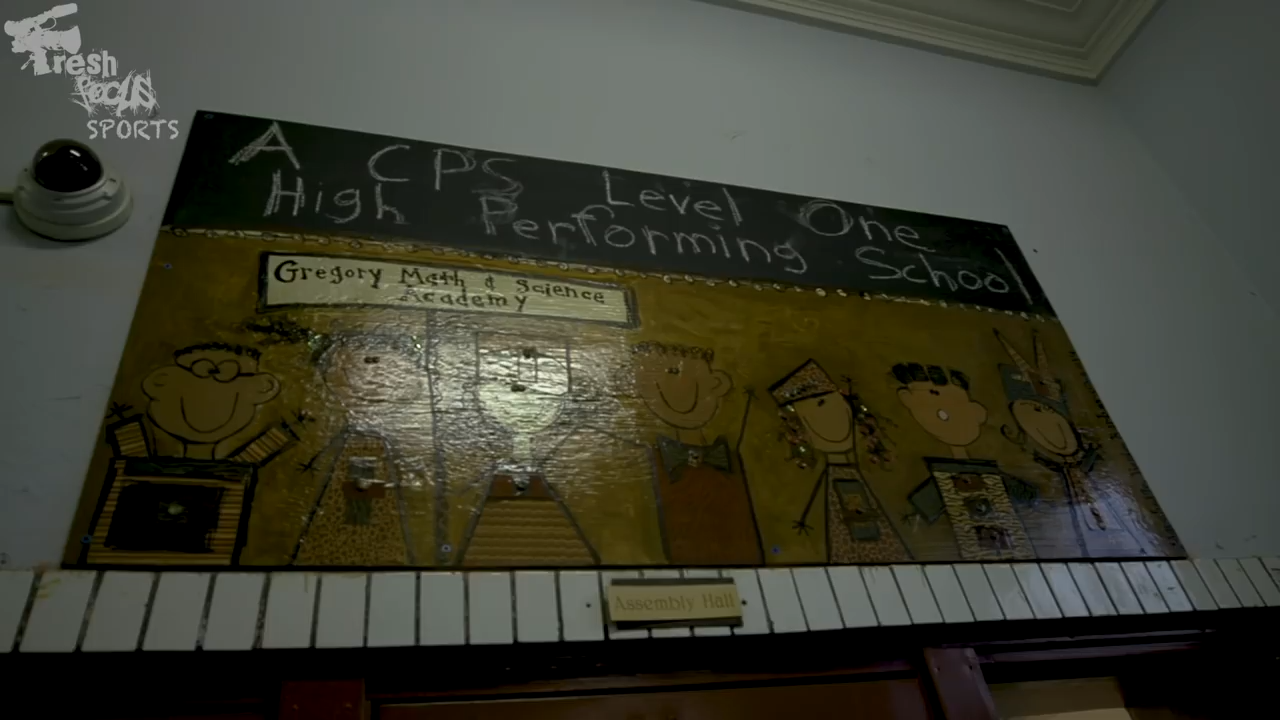 Fresh
Focus
SPORTS
A CPS Level One
High Performing School
Gregory Math & Science
Academy
Assembly Hall